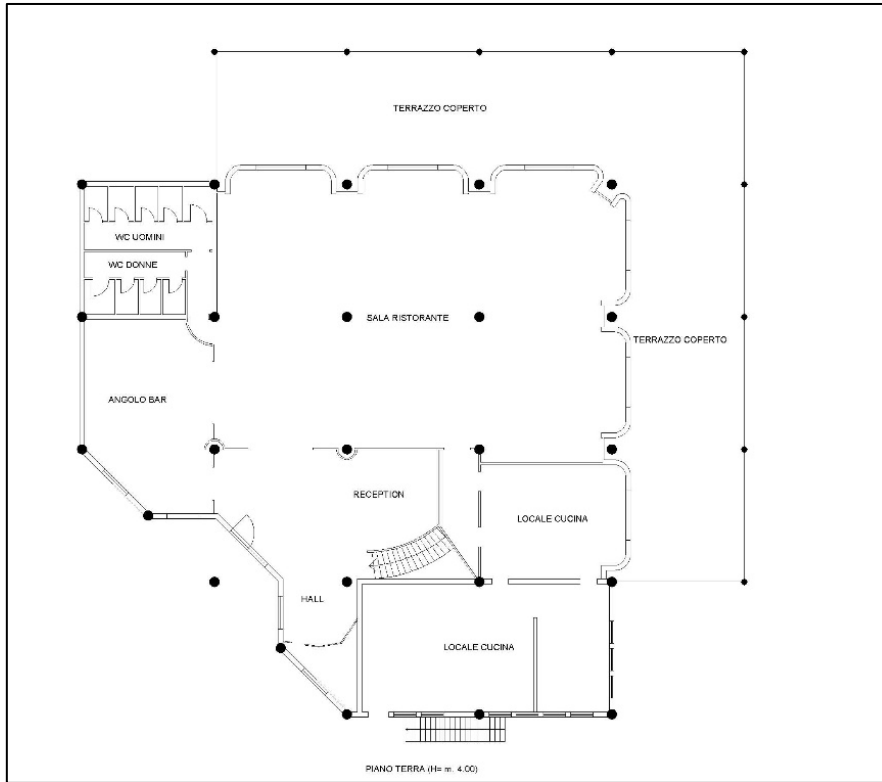 TERRAZZO COPERTO
WC UOMINI
WC DONNE
SALA RISTORANTE
TERRAZZO COPERTO
ANGOLO BAR
RECEPTION
LOCALE CUCINA
HALL
LOCALE CUCINA
PIANO TERRA (H= m. 4.00)